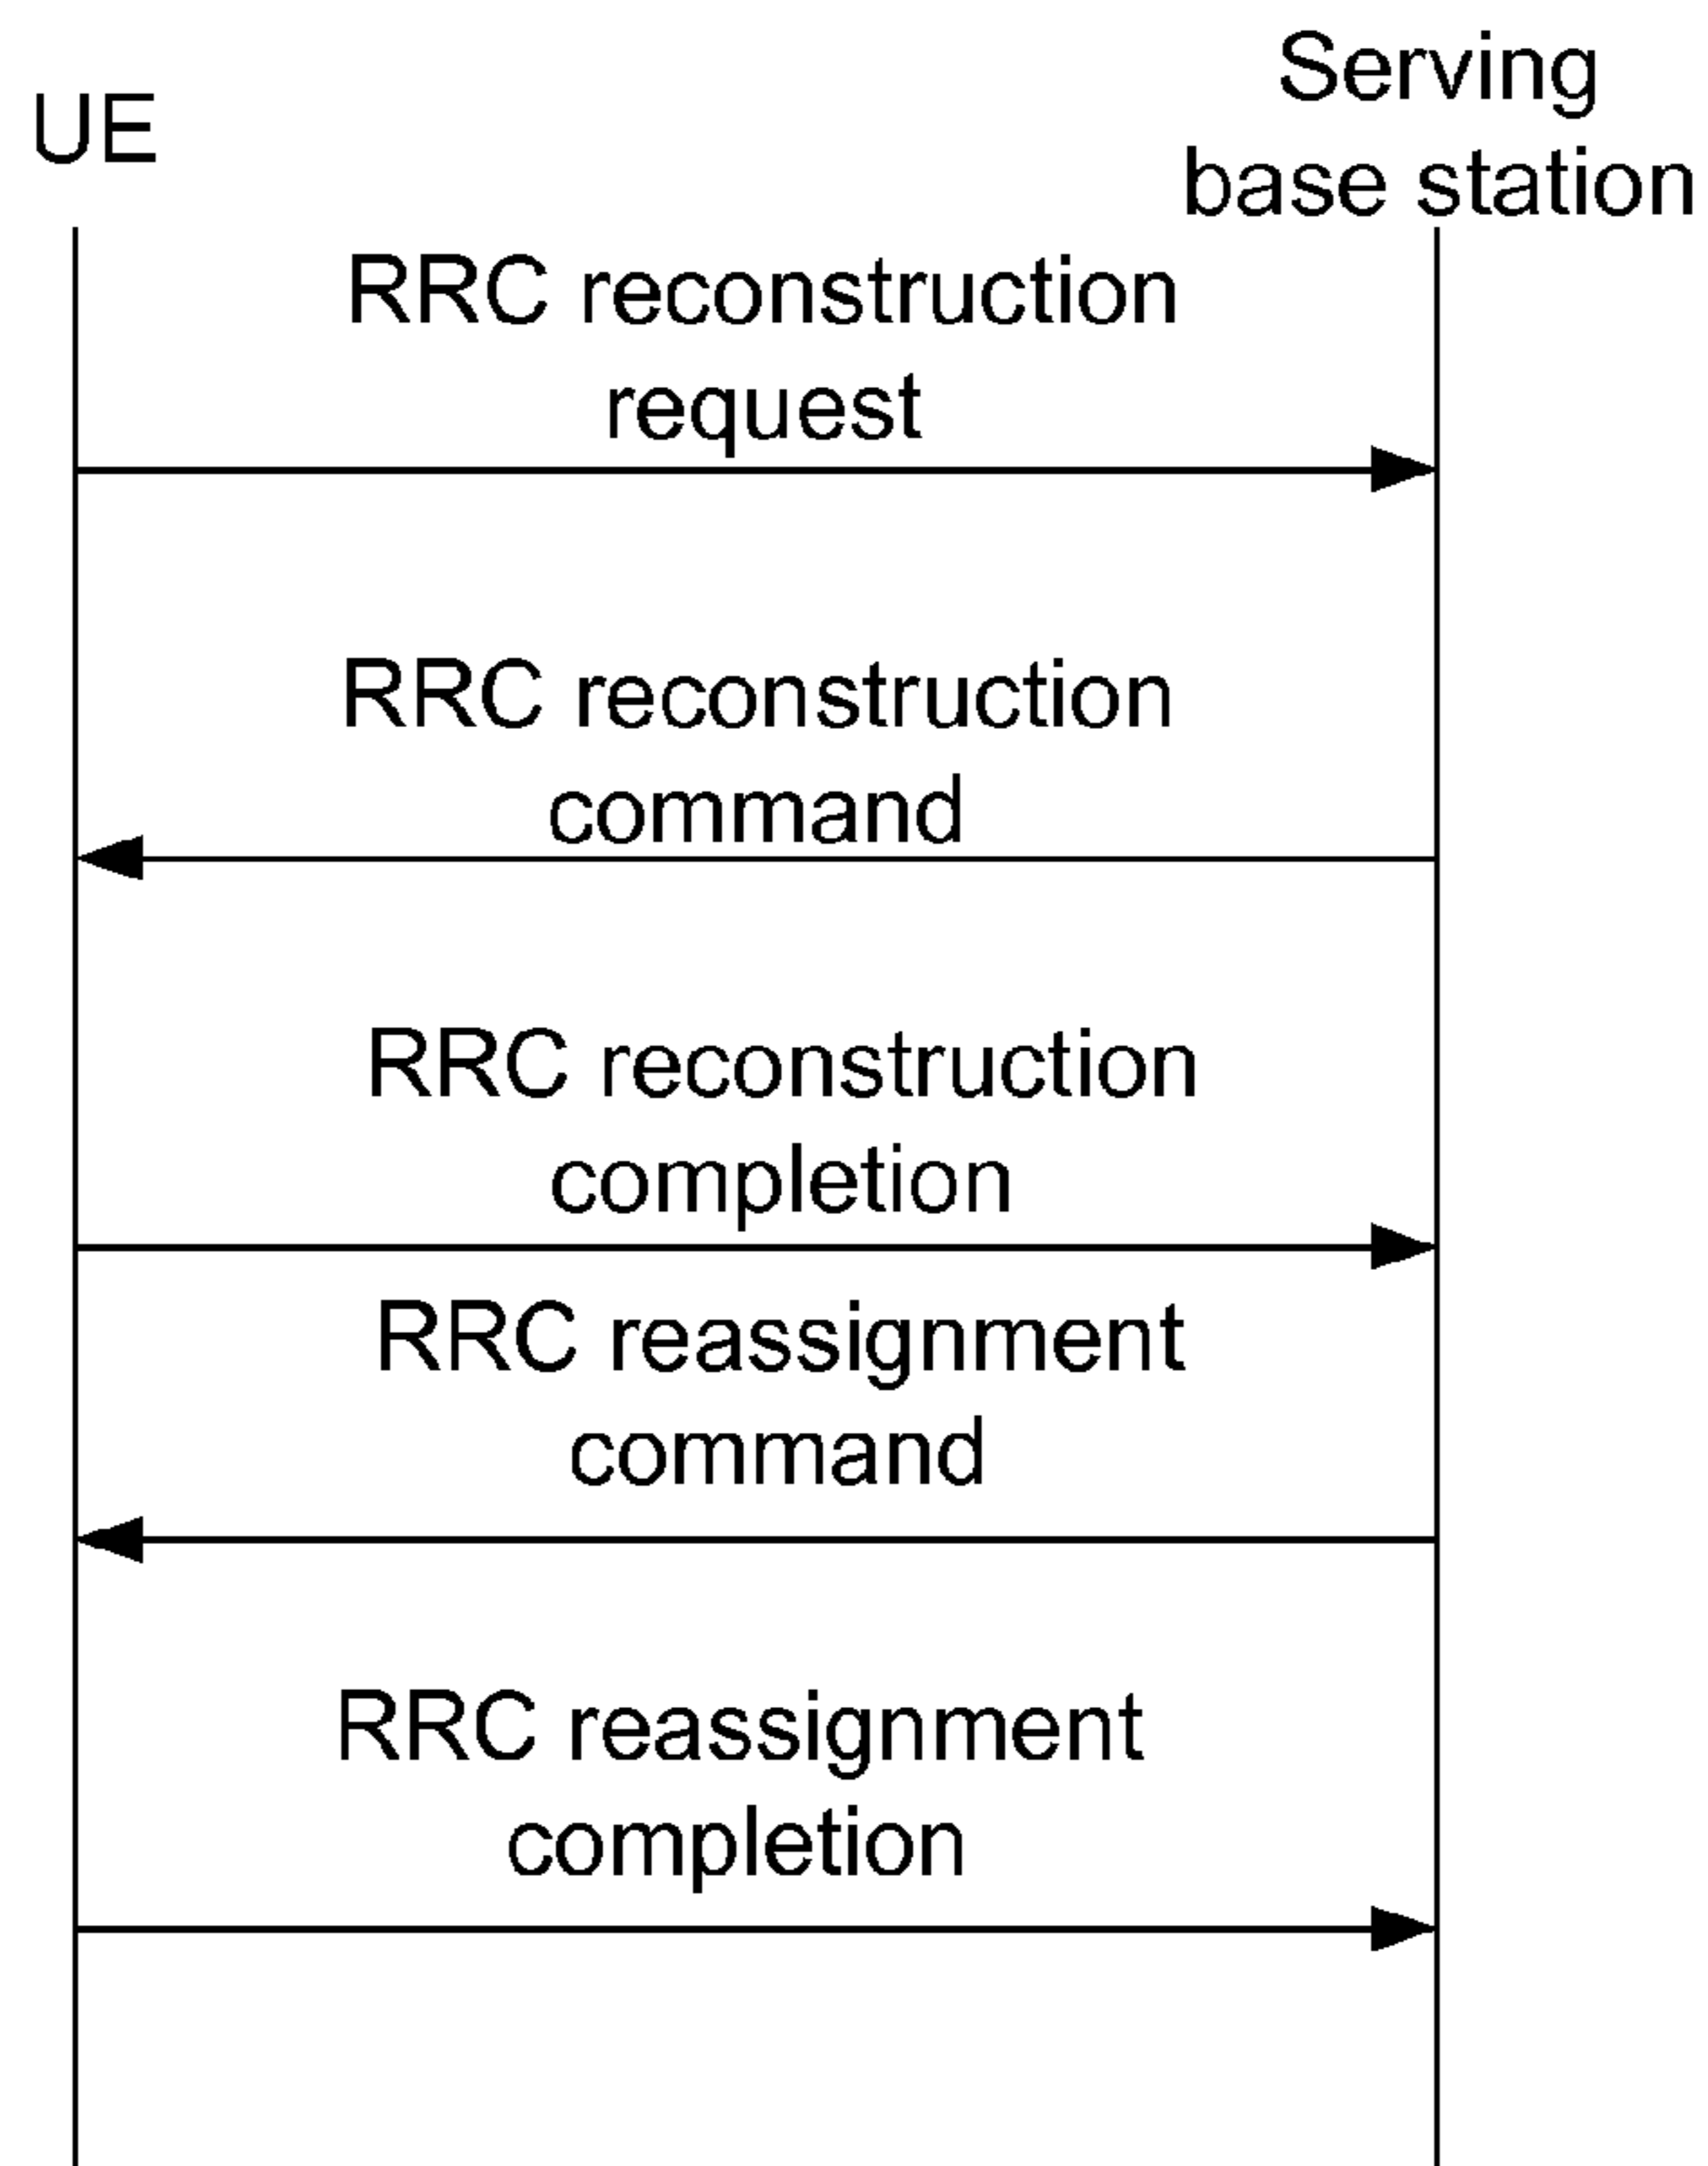 UE
Serving
base station
RRC reconstruction
request
RRC reconstruction
command
RRC reconstruction
completion
RRC reassignment
command
RRC reassignment
completion